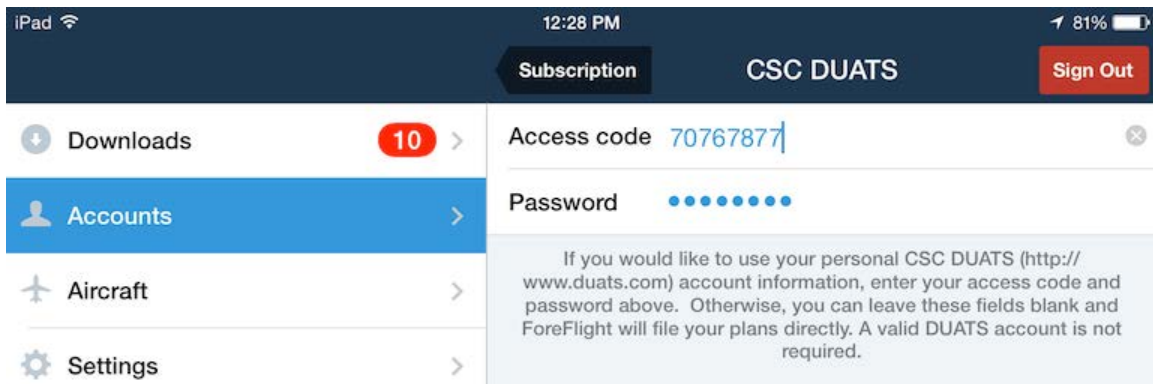 iPad 12:28 PM 81%
Subscription CSC DUATS Sign Out
Downloads 10
Accounts
Aircraft
Settings
Access code 70767877
Password ••••••••
If you would like to use your personal CSC DUATS (http://
www.duats.com) account information, enter your access code and
password above. Otherwise, you can leave these fields blank and
ForeFlight will file your plans directly. A valid DUATS account is not
required.